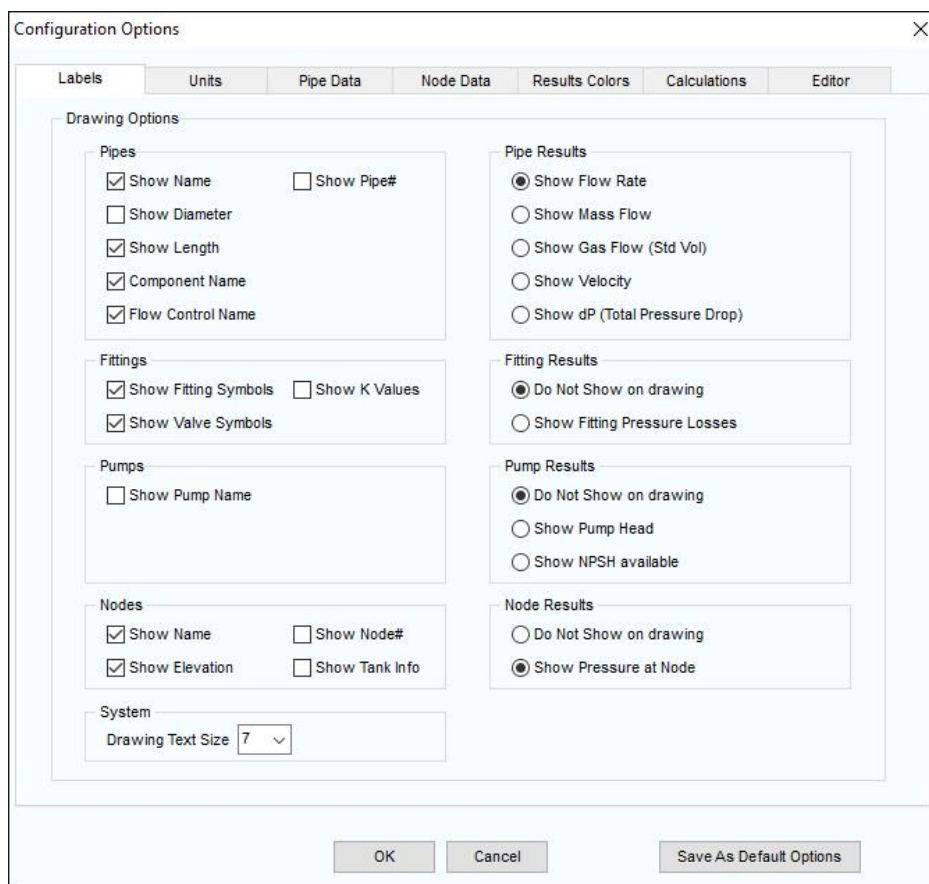 Configuration Options
Labels Units Pipe Data Node Data Results Colors Calculations Editor
Drawing Options
Pipes
Show Name Show Pipe#
Show Diameter
Show Length
Component Name
Flow Control Name
Pipe Results
Show Flow Rate
Show Mass Flow
Show Gas Flow (Std Vol)
Show Velocity
Show dP (Total Pressure Drop)
Fittings
Show Fitting Symbols Show K Values
Show Valve Symbols
Fitting Results
Do Not Show on drawing
Show Fitting Pressure Losses
Pumps
Show Pump Name
Pump Results
Do Not Show on drawing
Show Pump Head
Show NPSH available
Nodes
Show Name Show Node#
Show Elevation Show Tank Info
Node Results
Do Not Show on drawing
Show Pressure at Node
System
Drawing Text Size 7
OK Cancel Save As Default Options